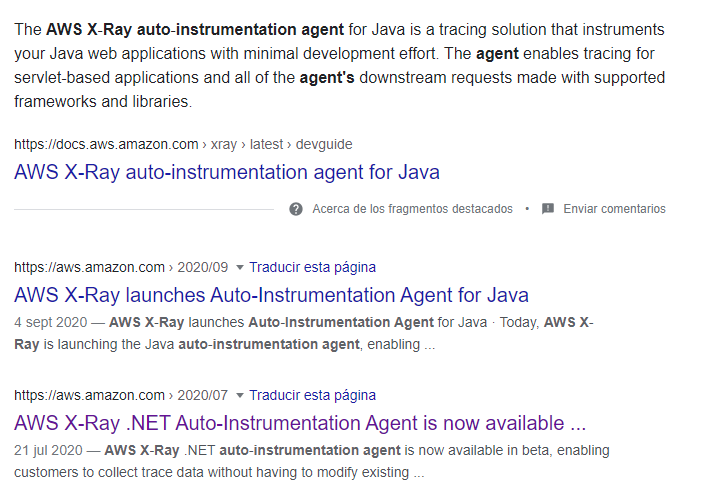 The AWS X-Ray auto-instrumentation agent for Java is a tracing solution that instruments
your Java web applications with minimal development effort. The agent enables tracing for
servlet-based applications and all of the agent's downstream requests made with supported
frameworks and libraries.
https://docs.aws.amazon.com › xray › latest › devguide
AWS X-Ray auto-instrumentation agent for Java
Acerca de los fragmentos destacados • Enviar comentarios
https://aws.amazon.com › 2020/09 ▼ Traducir esta página
AWS X-Ray launches Auto-Instrumentation Agent for Java
4 sept 2020 — AWS X-Ray launches Auto-Instrumentation Agent for Java · Today, AWS X-
Ray is launching the Java auto-instrumentation agent, enabling ...
https://aws.amazon.com › 2020/07 ▼ Traducir esta página
AWS X-Ray .NET Auto-Instrumentation Agent is now available ...
21 jul 2020 — AWS X-Ray .NET auto-instrumentation agent is now available in beta, enabling
customers to collect trace data without having to modify existing ...